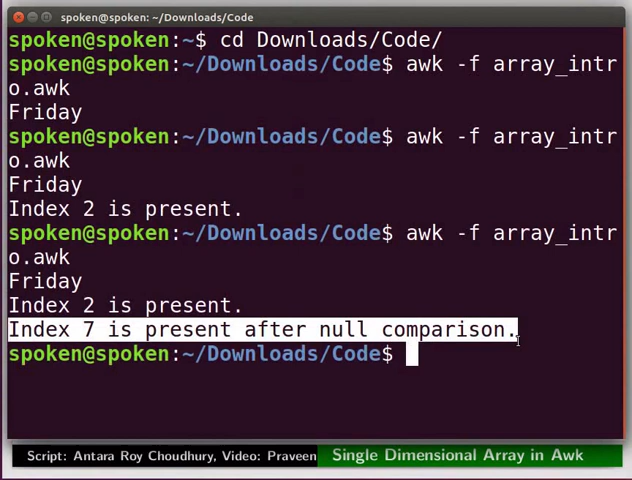 spoken@spoken: ~/Downloads/Code
spoken@spoken:~$ cd Downloads/Code/
spoken@spoken:~/Downloads/Code$ awk -f array_intr
o.awk
Friday
spoken@spoken:~/Downloads/Code$ awk -f array_intr
o.awk
Friday
Index 2 is present.
spoken@spoken:~/Downloads/Code$ awk -f array_intr
o.awk
Friday
Index 2 is present.
Index 7 is present after null comparison.
spoken@spoken:~/Downloads/Code$
Script: Antara Roy Choudhury, Video: Praveen Single Dimensional Array in Awk